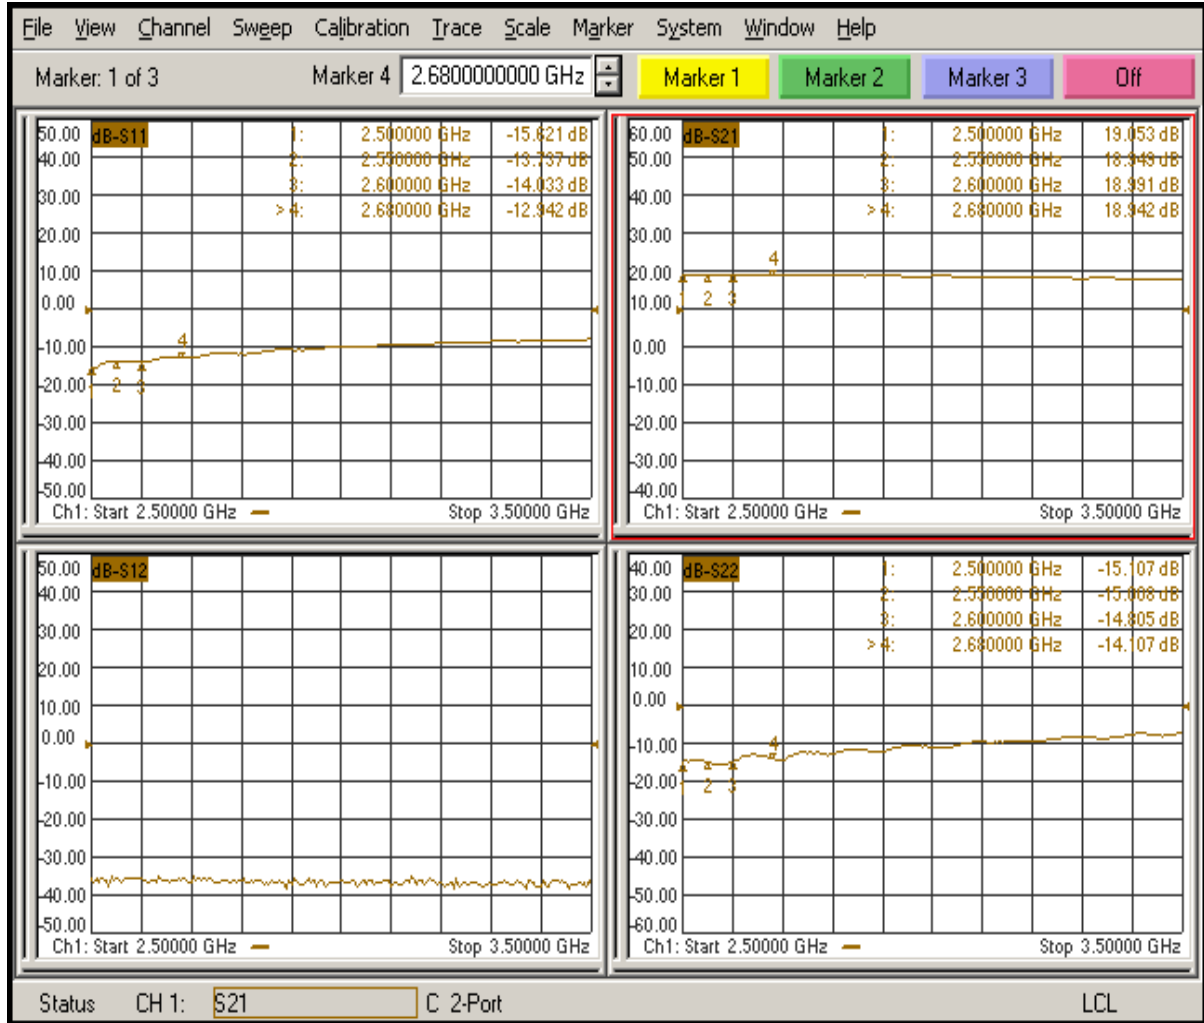 File View Channel Sweep Calibration Trace Scale Marker System Window Help
Marker: 1 of 3 Marker 4 2.6800000000 GHz Marker 1 Marker 2 Marker 3 Off
dB-S11
50.00
40.00
30.00
20.00
10.00
0.00
-10.00
-20.00
-30.00
-40.00
-50.00
1: 2.500000 GHz -15.621 dB
2: 2.550000 GHz -13.737 dB
3: 2.600000 GHz -14.033 dB
> 4: 2.680000 GHz -12.942 dB
4
1 2 3
Ch1: Start 2.50000 GHz Stop 3.50000 GHz
dB-S21
60.00
50.00
40.00
30.00
20.00
10.00
0.00
-10.00
-20.00
-30.00
-40.00
1: 2.500000 GHz 19.053 dB
2: 2.550000 GHz 18.949 dB
3: 2.600000 GHz 18.991 dB
> 4: 2.680000 GHz 18.942 dB
4
1 2 3
Ch1: Start 2.50000 GHz Stop 3.50000 GHz
dB-S12
50.00
40.00
30.00
20.00
10.00
0.00
-10.00
-20.00
-30.00
-40.00
-50.00
Ch1: Start 2.50000 GHz Stop 3.50000 GHz
dB-S22
40.00
30.00
20.00
10.00
0.00
-10.00
-20.00
-30.00
-40.00
-50.00
-60.00
1: 2.500000 GHz -15.107 dB
2: 2.550000 GHz dB
3: 2.600000 GHz -14.805 dB
> 4: 2.680000 GHz -14.107 dB
4
1 2 3
Ch1: Start 2.50000 GHz Stop 3.50000 GHz
Status CH 1: S21 C 2-Port LCL